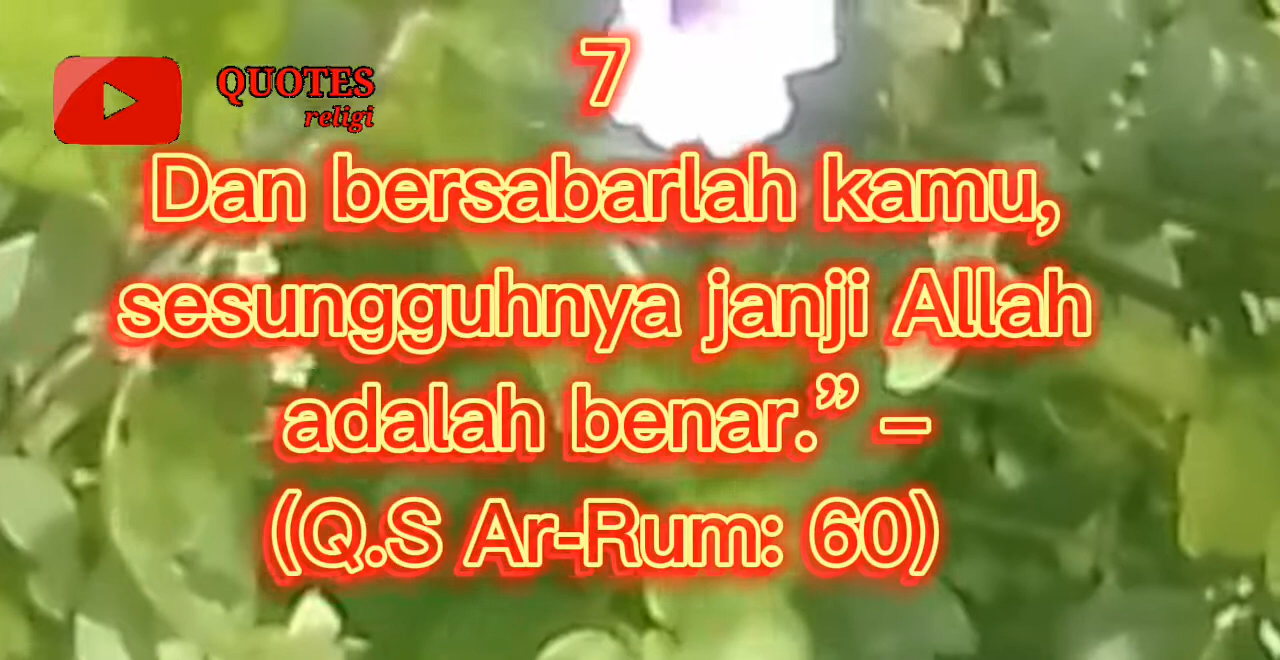 QUOTES
religi
7
Dan bersabarlah kamu,
sesungguhnya janji Allah
adalah benar.” –
(Q.S Ar-Rum: 60)